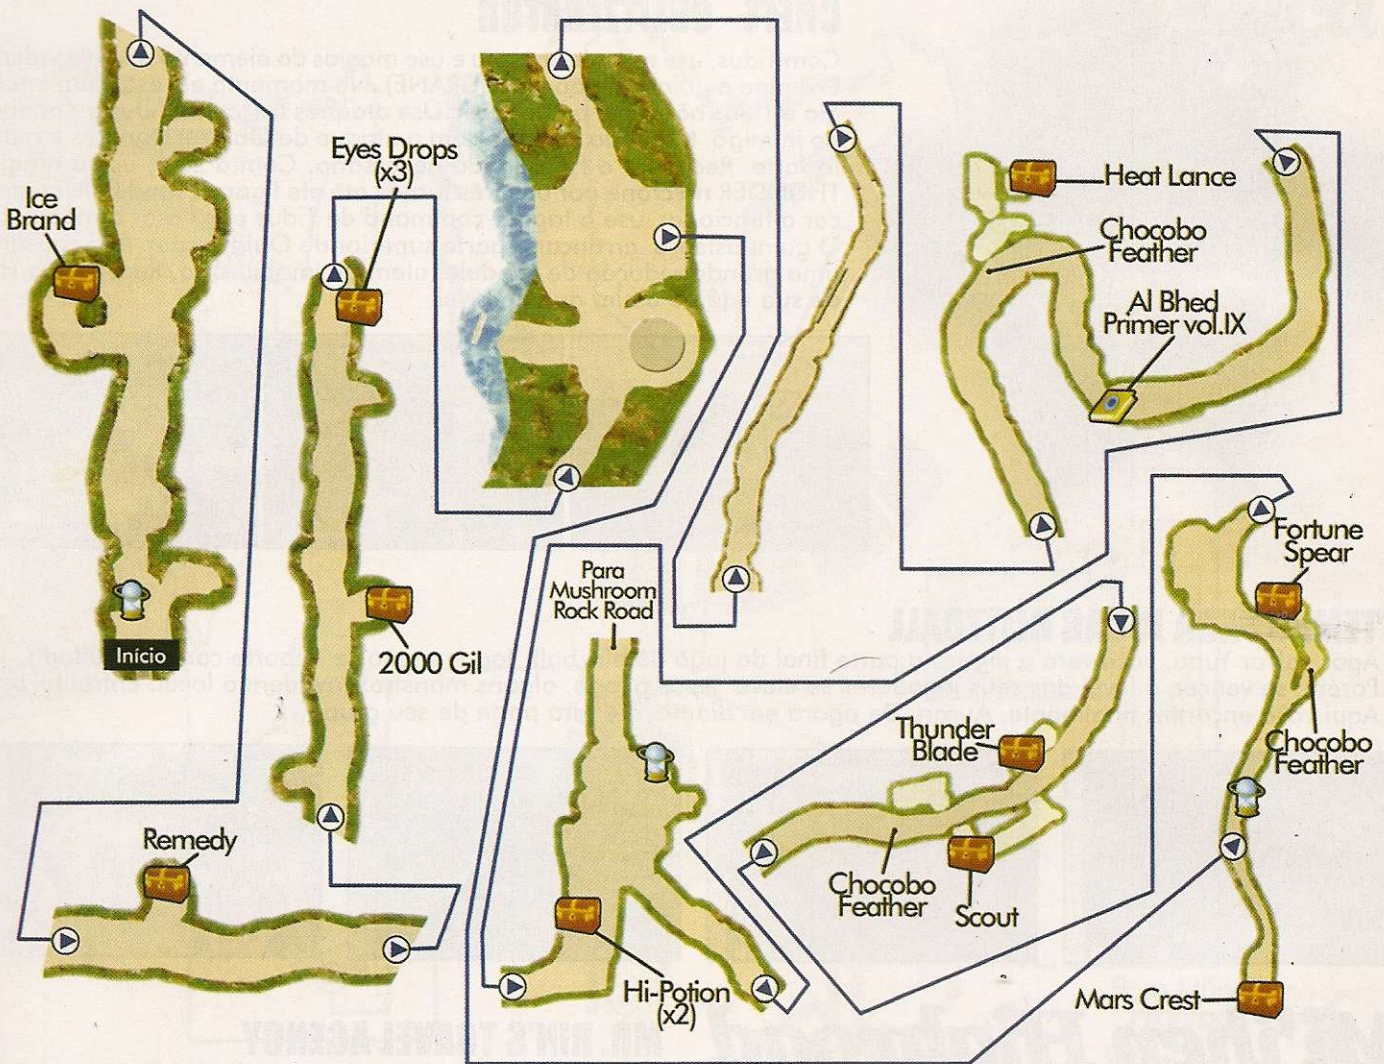 Ice
Brand
Eyes Drops
(x3)
Heat Lance
Chocobo
Feather
Al Bhed
Primer vol.IX
Início
2000 Gil
Para
Mushroom
Rock Road
Fortune
Spear
Chocobo
Feather
Remedy
Thunder
Blade
Chocobo
Feather
Scout
Hi-Potion
(x2)
Mars Crest